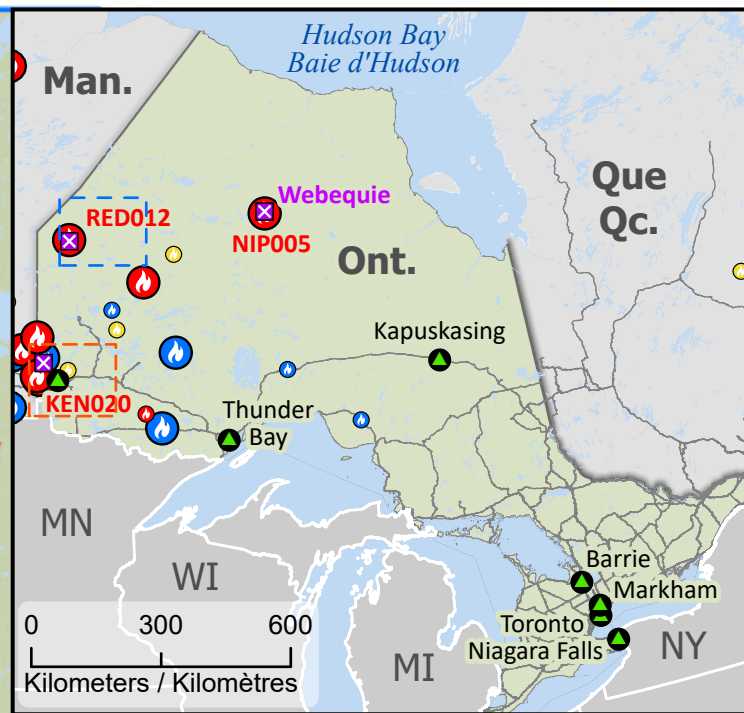 Hudson Bay
Baie d'Hudson
Man.
Que
Qc.
Webequie
RED012
NIP005
Ont.
Kapuskasing
KEN020
Thunder
Bay
MN
WI
Barrie
Markham
Toronto
Niagara Falls
NY
MI
0 300 600
Kilometers / Kilomètres